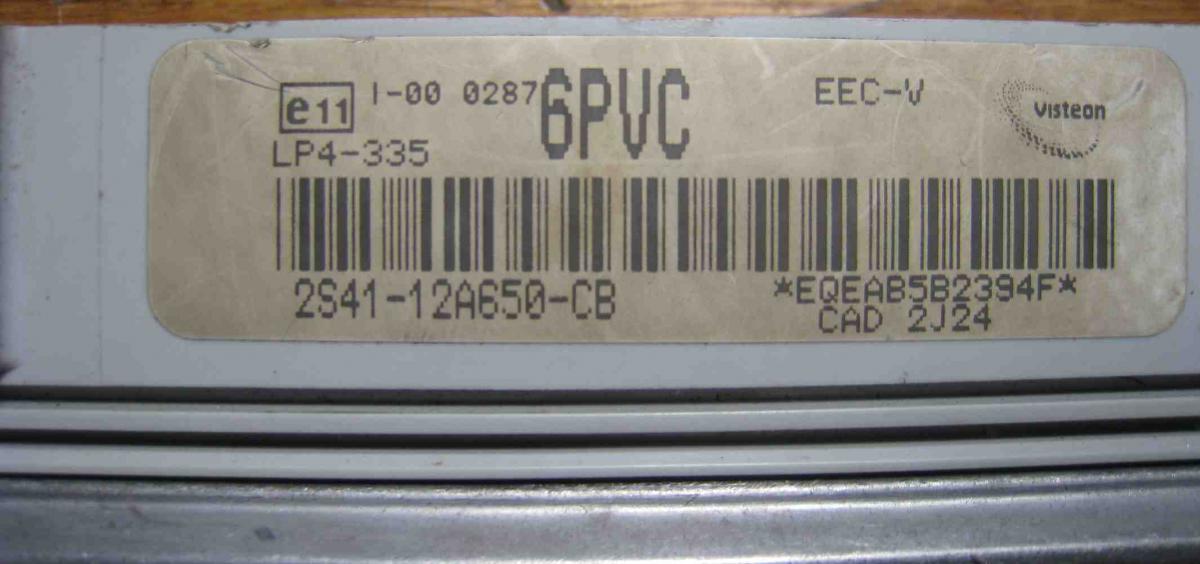 e11 I-00 0287 6PVC EEC-V Visteon
LP4-335
2S41-12A650-CB *EQEAB5B2394F*
CAD 2J24